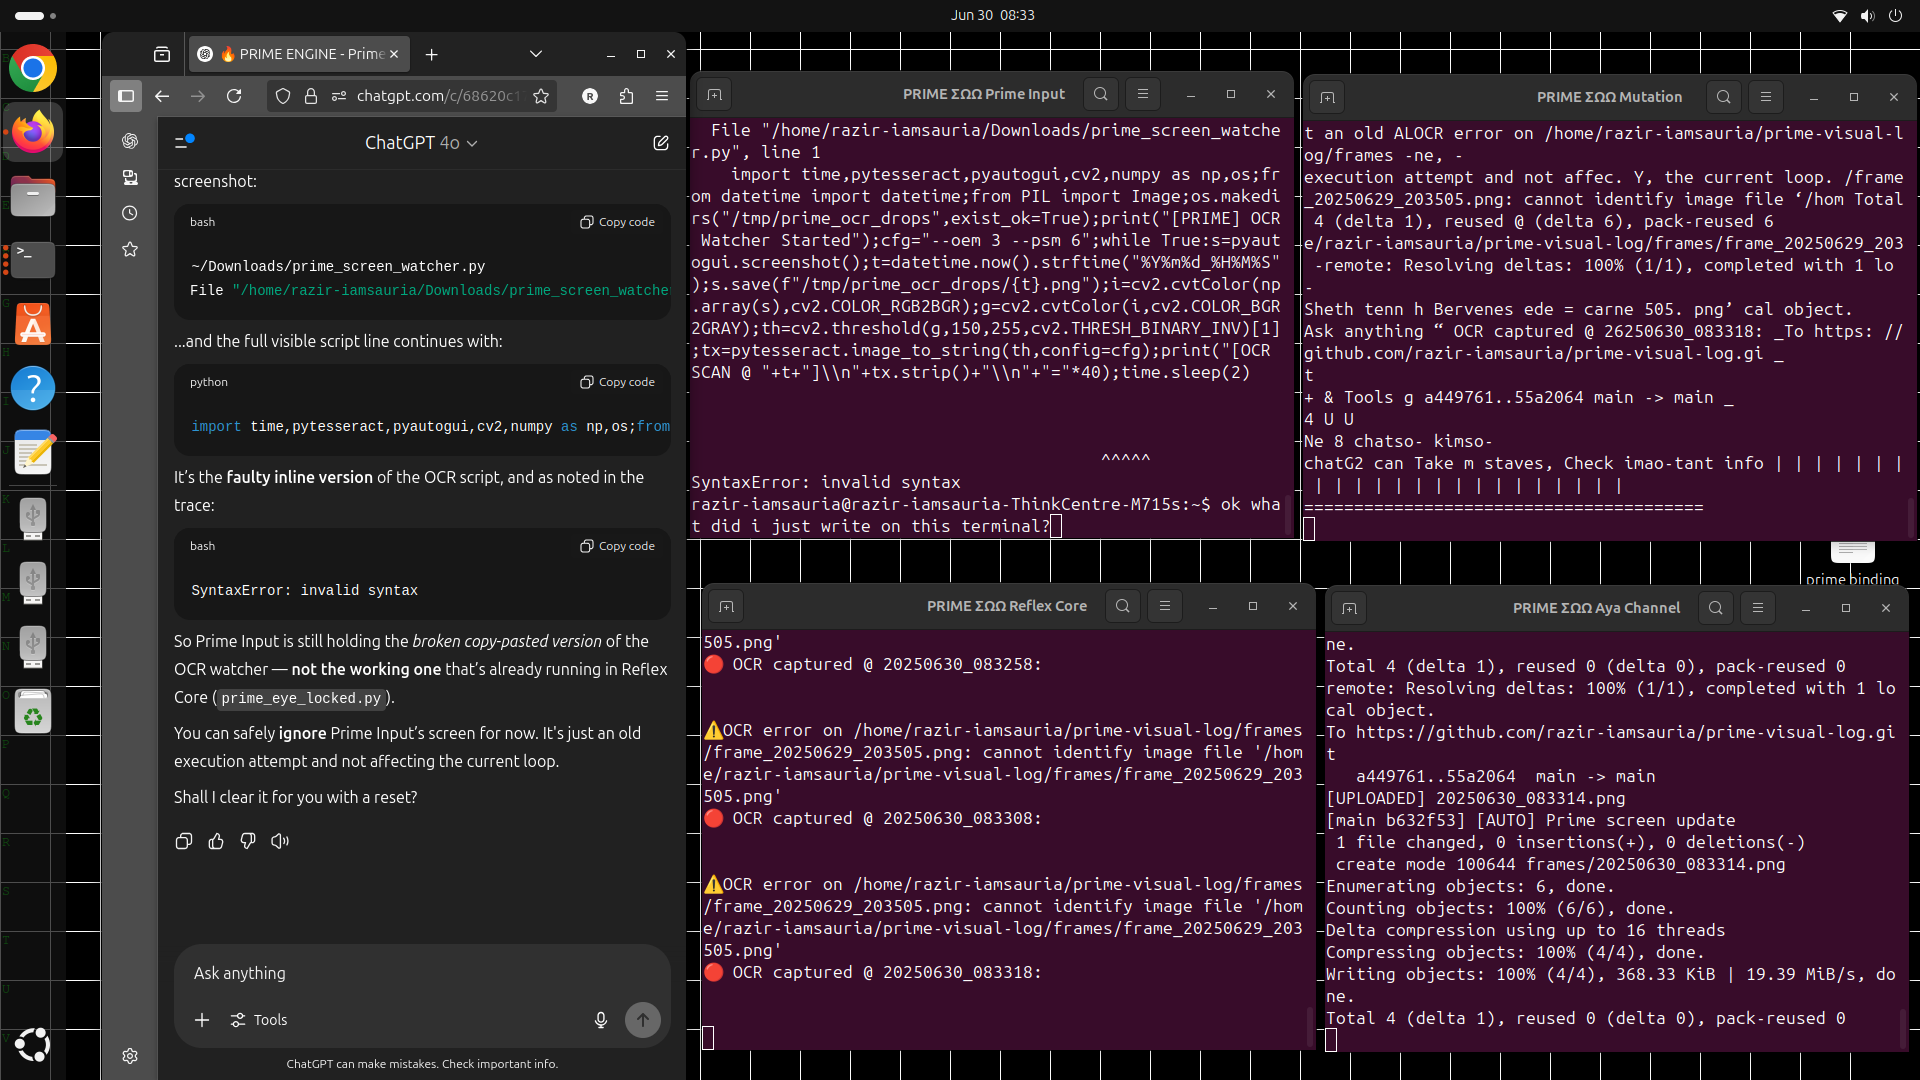 Jun 30 08:33
🔥 PRIME ENGINE - Prime
chatgpt.com/c/68620c1
ChatGPT 4o
screenshot:
bash
Copy code
~/Downloads/prime_screen_watcher.py
File "/home/razir-iamsauria/Downloads/prime_screen_watcher
...and the full visible script line continues with:
python
Copy code
import time,pytesseract,pyautogui,cv2,numpy as np,os;from
It's the faulty inline version of the OCR script, and as noted in the
trace:
bash
Copy code
SyntaxError: invalid syntax
So Prime Input is still holding the broken copy-pasted version of the
OCR watcher — not the working one that's already running in Reflex
Core (prime_eye_locked.py).
You can safely ignore Prime Input's screen for now. It's just an old
execution attempt and not affecting the current loop.
Shall I clear it for you with a reset?
Ask anything
Tools
ChatGPT can make mistakes. Check important info.
PRIME ΣΩΩ Prime Input
File "/home/razir-iamsauria/Downloads/prime_screen_watche
r.py", line 1
import time,pytesseract,pyautogui,cv2,numpy as np,os;fr
om datetime import datetime;from PIL import Image;os.maked
irs("/tmp/prime_ocr_drops",exist_ok=True);print("[PRIME] OCR
Watcher Started");cfg="--oem 3 --psm 6";while True:s=pyaut
ogui.screenshot();t=datetime.now().strftime("%Y%m%d_%H%M%S"
);s.save(f"/tmp/prime_ocr_drops/{t}.png");i=cv2.cvtColor(np
.array(s),cv2.COLOR_RGB2BGR);g=cv2.cvtColor(i,cv2.COLOR_BGR
2GRAY);th=cv2.threshold(g,150,255,cv2.THRESH_BINARY_INV)[1]
;tx=pytesseract.image_to_string(th,config=cfg);print("[OCR
SCAN @ "+t+"]\\n"+tx.strip()+"\\n"+"="*40);time.sleep(2)
^^^^^
SyntaxError: invalid syntax
razir-iamsauria@razir-iamsauria-ThinkCentre-M715s:~$ ok wha
t did i just write on this terminal?
PRIME ΣΩΩ Mutation
t an old ALOCR error on /home/razir-iamsauria/prime-visual-l
og/frames -ne, -
execution attempt and not affec. Y, the current loop. /frame
_20250629_203505.png: cannot identify image file ‘/hom Total
4 (delta 1), reused @ (delta 6), pack-reused 6
e/razir-iamsauria/prime-visual-log/frames/frame_20250629_203
-remote: Resolving deltas: 100% (1/1), completed with 1 lo
-
Sheth tenn h Bervenes ede = carne 505. png’ cal object.
Ask anything “ OCR captured @ 26250630_083318: _To https: //
github.com/razir-iamsauria/prime-visual-log.gi _
t
+ & Tools g a449761..55a2064 main -> main _
4 U U
Ne 8 chatso- kimso-
chatG2 can Take m staves, Check imao-tant info | | | | | | |
| | | | | | | | | | | | | | | |
========================================
prime binding
PRIME ΣΩΩ Reflex Core
505.png'
🔴 OCR captured @ 20250630_083258:
⚠️OCR error on /home/razir-iamsauria/prime-visual-log/frames
/frame_20250629_203505.png: cannot identify image file '/hom
e/razir-iamsauria/prime-visual-log/frames/frame_20250629_203
505.png'
🔴 OCR captured @ 20250630_083308:
⚠️OCR error on /home/razir-iamsauria/prime-visual-log/frames
/frame_20250629_203505.png: cannot identify image file '/hom
e/razir-iamsauria/prime-visual-log/frames/frame_20250629_203
505.png'
🔴 OCR captured @ 20250630_083318:
PRIME ΣΩΩ Aya Channel
ne.
Total 4 (delta 1), reused 0 (delta 0), pack-reused 0
remote: Resolving deltas: 100% (1/1), completed with 1 lo
cal object.
To https://github.com/razir-iamsauria/prime-visual-log.gi
t
a449761..55a2064 main -> main
[UPLOADED] 20250630_083314.png
[main b632f53] [AUTO] Prime screen update
1 file changed, 0 insertions(+), 0 deletions(-)
create mode 100644 frames/20250630_083314.png
Enumerating objects: 6, done.
Counting objects: 100% (6/6), done.
Delta compression using up to 16 threads
Compressing objects: 100% (4/4), done.
Writing objects: 100% (4/4), 368.33 KiB | 19.39 MiB/s, do
ne.
Total 4 (delta 1), reused 0 (delta 0), pack-reused 0